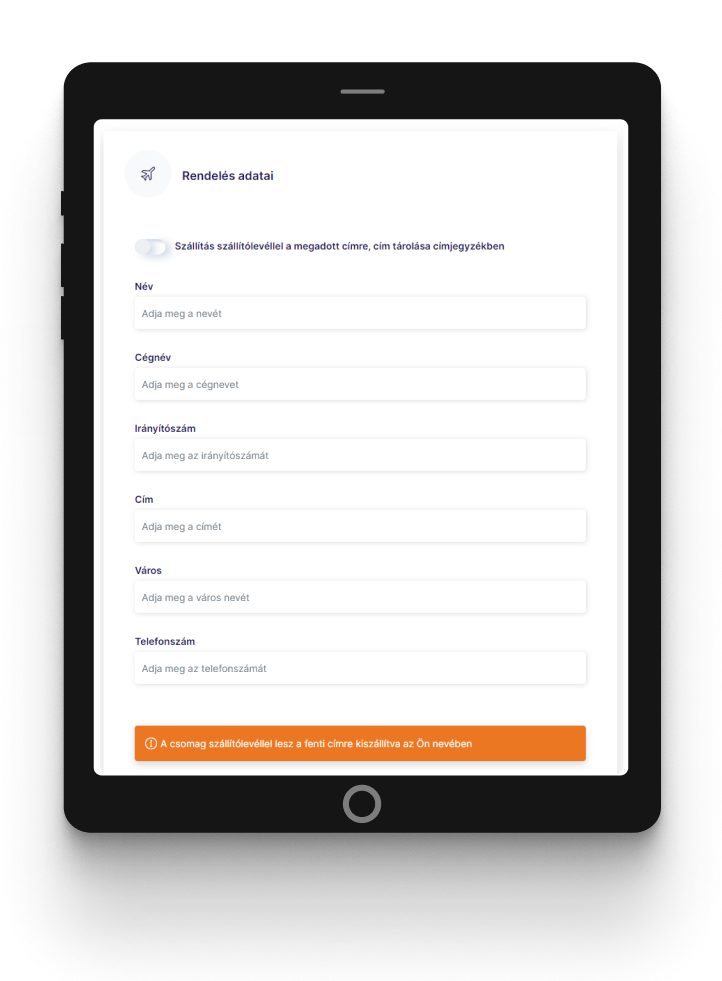 Rendelés adatai
Szállítás szállítólevéllel a megadott címre, cím tárolása címjegyzékben
Név
Adja meg a nevét
Cégnév
Adja meg a cégnevet
Irányítószám
Adja meg az irányítószámát
Cím
Adja meg a címét
Város
Adja meg a város nevét
Telefonszám
Adja meg az telefonszámát
A csomag szállítólevéllel lesz a fenti címre kiszállítva az Ön nevében